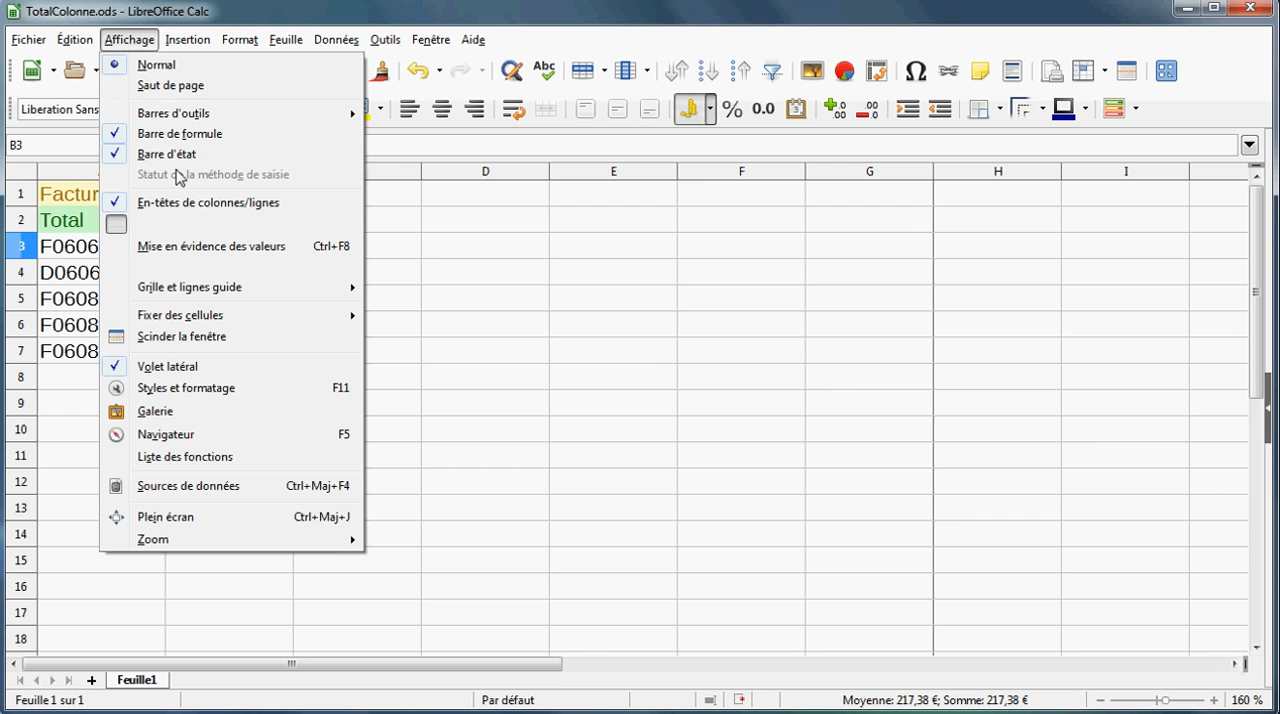 TotalColonne.ods - LibreOffice Calc
Fichier Édition Affichage Insertion Format Feuille Données Outils Fenêtre Aide
Liberation Sans
B3
Normal
Saut de page
Barres d'outils
Barre de formule
Barre d'état
Statut de la méthode de saisie
En-têtes de colonnes/lignes
Mise en évidence des valeurs Ctrl+F8
Grille et lignes guide
Fixer des cellules
Scinder la fenêtre
Volet latéral
Styles et formatage F11
Galerie
Navigateur F5
Liste des fonctions
Sources de données Ctrl+Maj+F4
Plein écran Ctrl+Maj+J
Zoom
D E F G H I
1 Factur
2 Total
3 F0606
4 D0606
5 F0608
6 F0608
7 F0608
8
9
10
11
12
13
14
15
16
17
18
Feuille1
Feuille 1 sur 1 Par défaut Moyenne: 217,38 €; Somme: 217,38 € 160 %